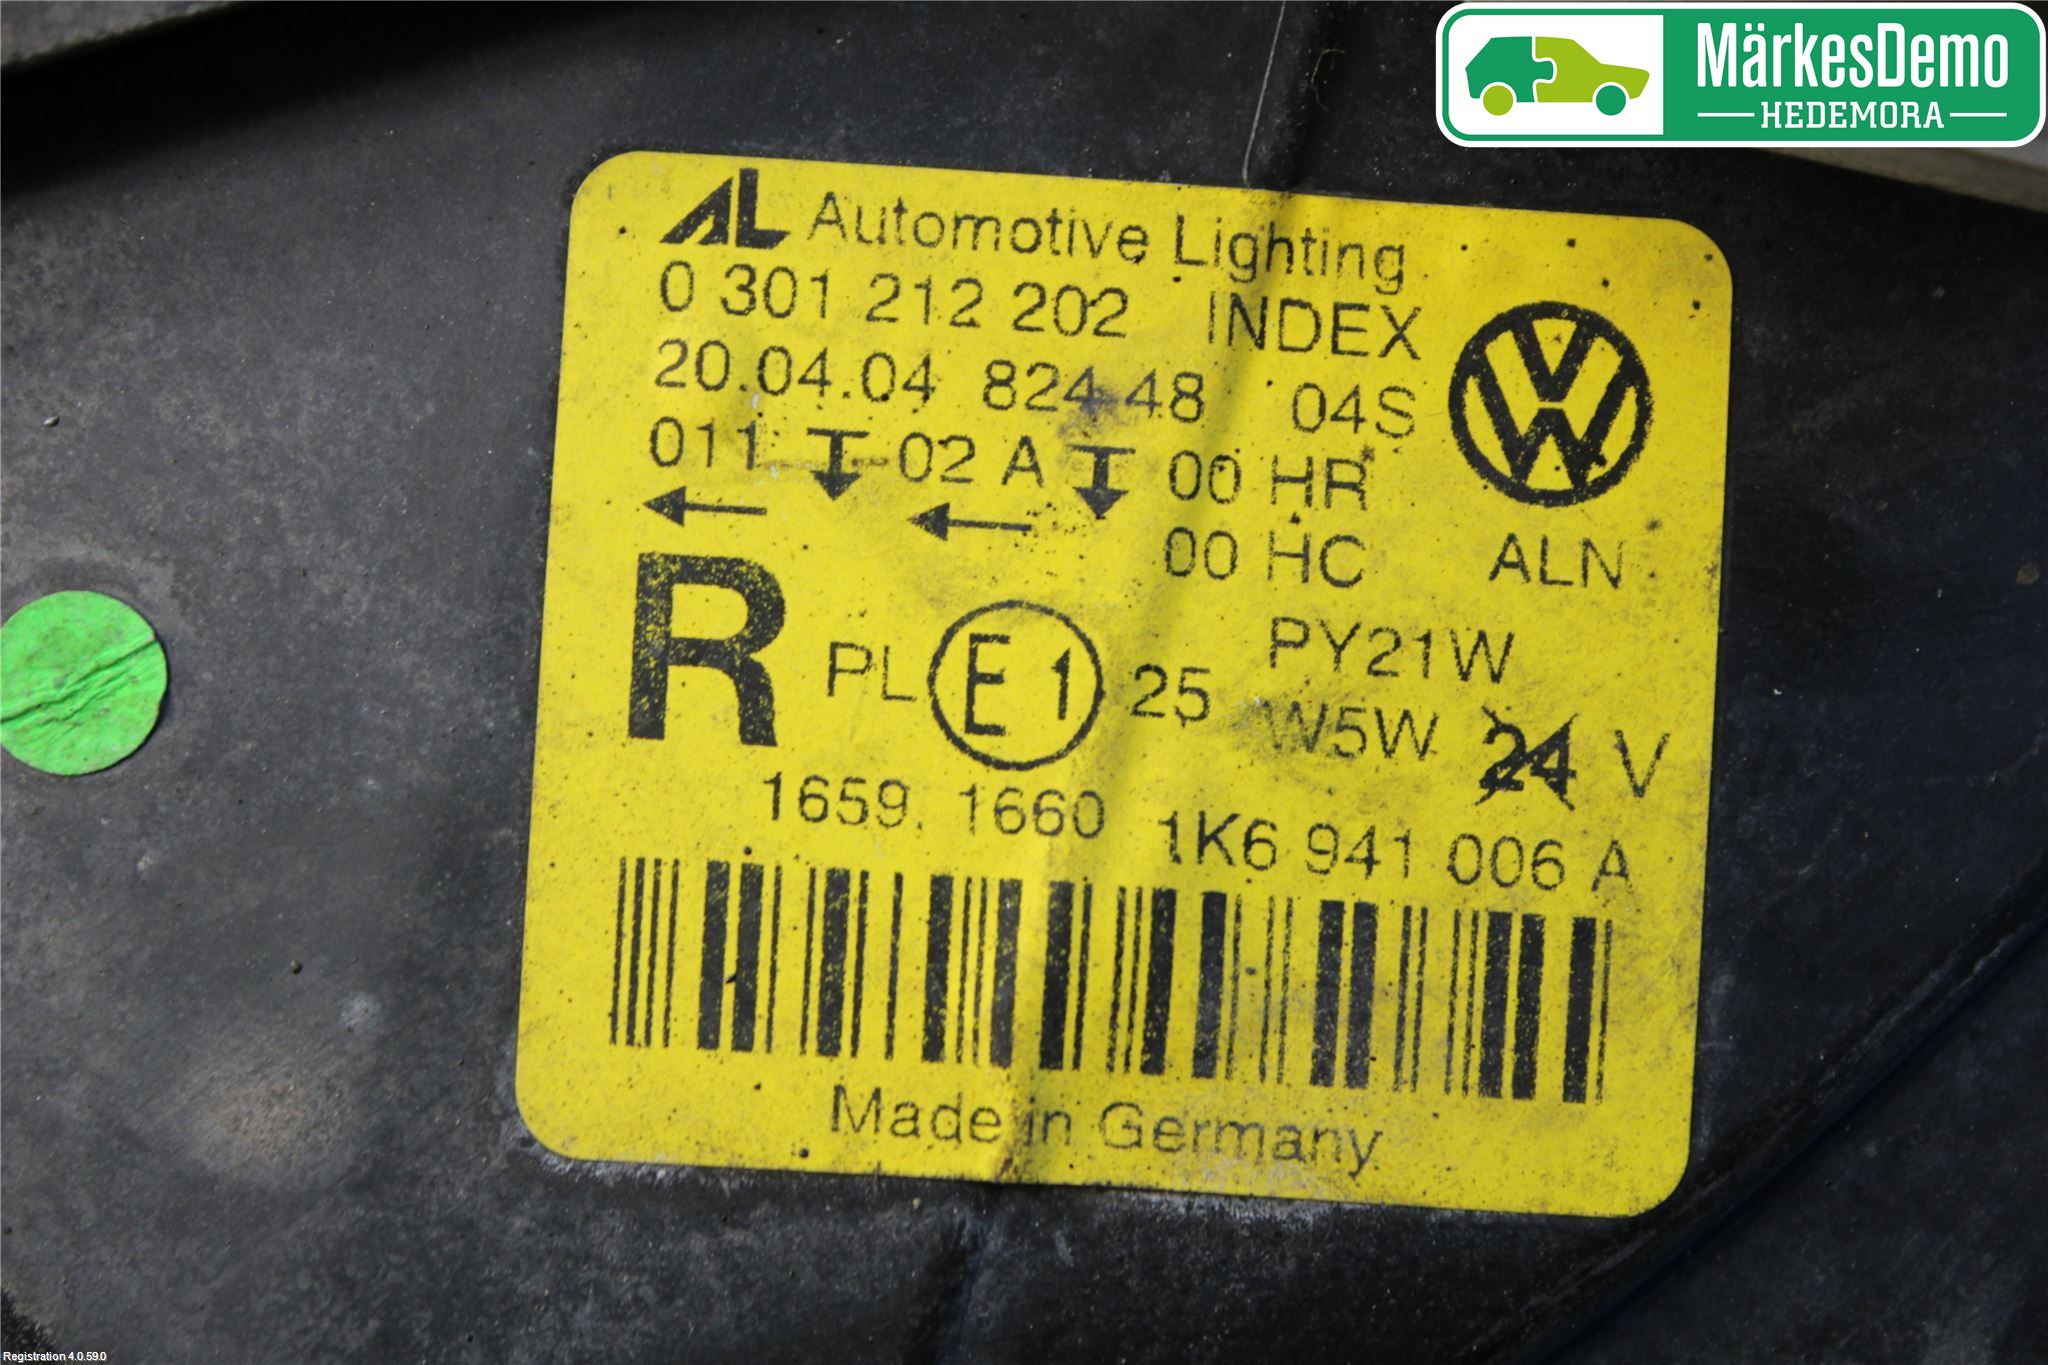 MärkesDemo
HEDEMORA
AL Automotive Lighting
0 301 212 202 INDEX
20.04.04 824 48 04S
011 02 A 00 HR
00 HC ALN
R PL E1 25 PY21W
W5W 24 V
1659, 1660 1K6 941 006 A
Made in Germany
Registration 4.0.59.0